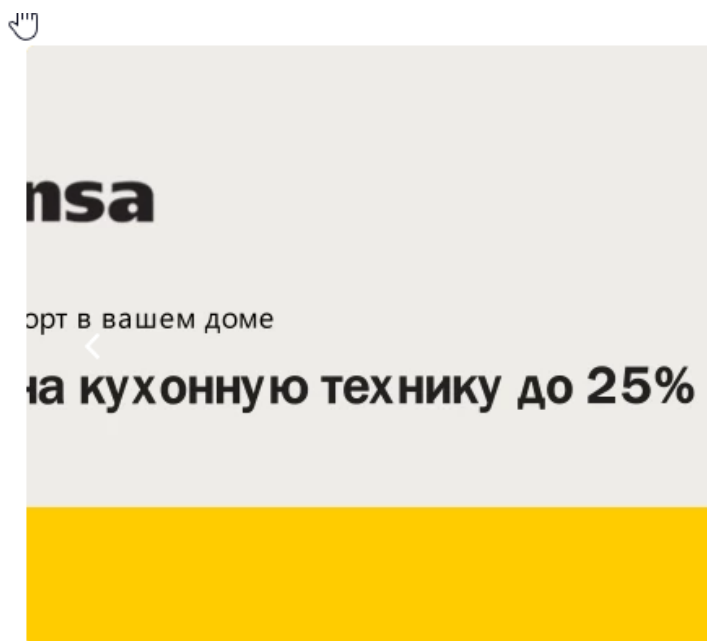 nsa
орт в вашем доме
на кухонную технику до 25%